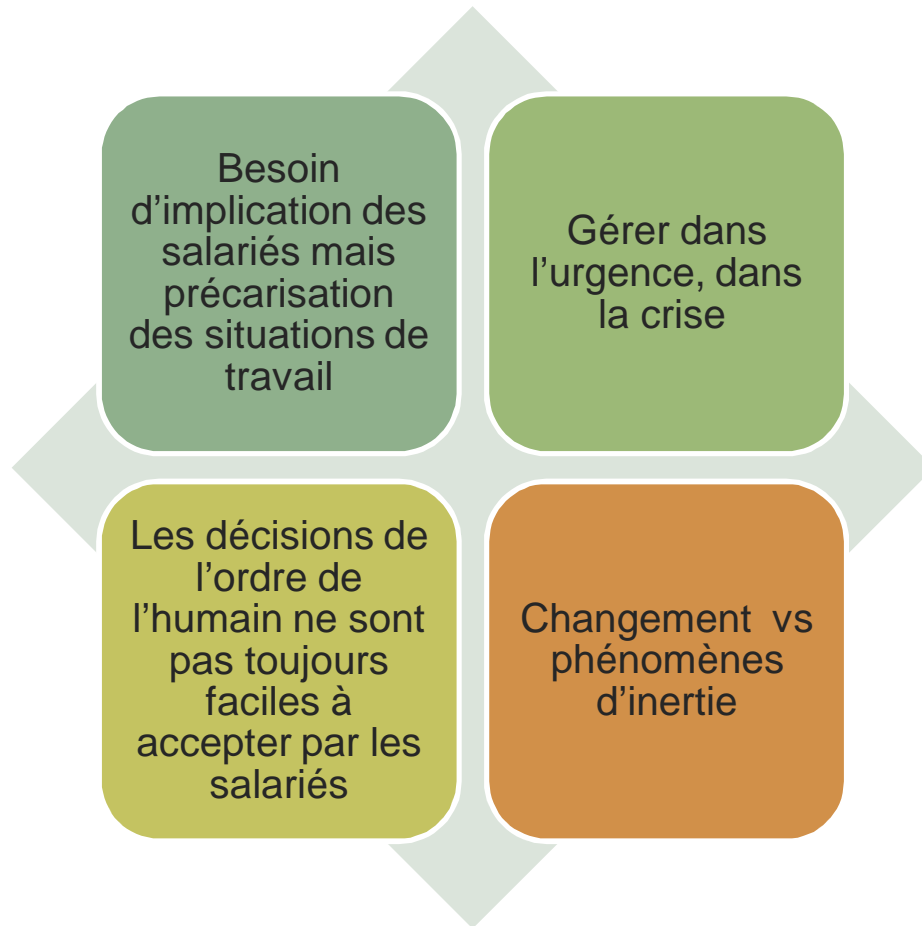 Besoin
d’implication des
salariés mais
précarisation
des situations de
travail
Gérer dans
l’urgence, dans
la crise
Les décisions de
l’ordre de
l’humain ne sont
pas toujours
faciles à
accepter par les
salariés
Changement  vs
phénomènes
d’inertie